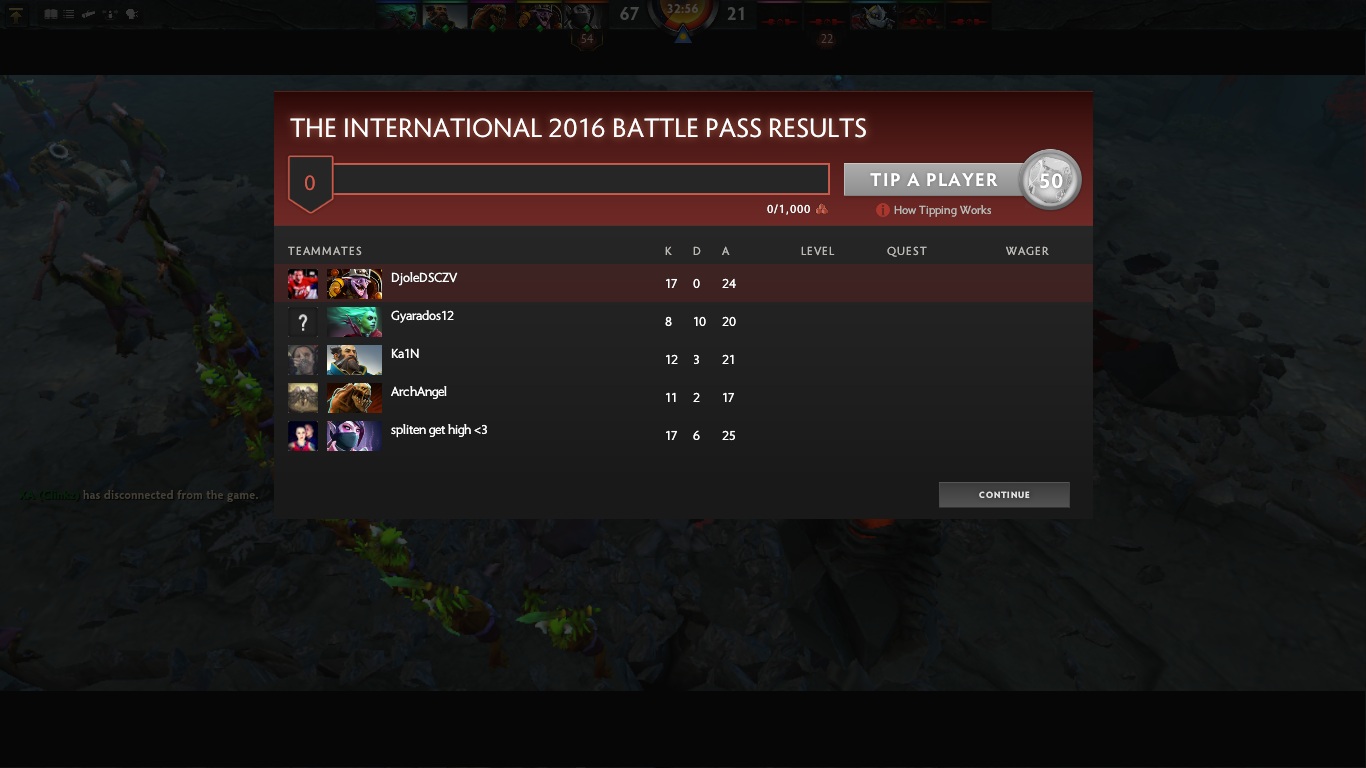 67 32:56 21
54 22
THE INTERNATIONAL 2016 BATTLE PASS RESULTS
0 TIP A PLAYER 50
0/1,000 How Tipping Works
TEAMMATES K D A LEVEL QUEST WAGER
DjoleDSCZV 17 0 24
? Gyarados12 8 10 20
Ka1N 12 3 21
ArchAngel 11 2 17
spliten get high <3 17 6 25
has disconnected from the game.
CONTINUE